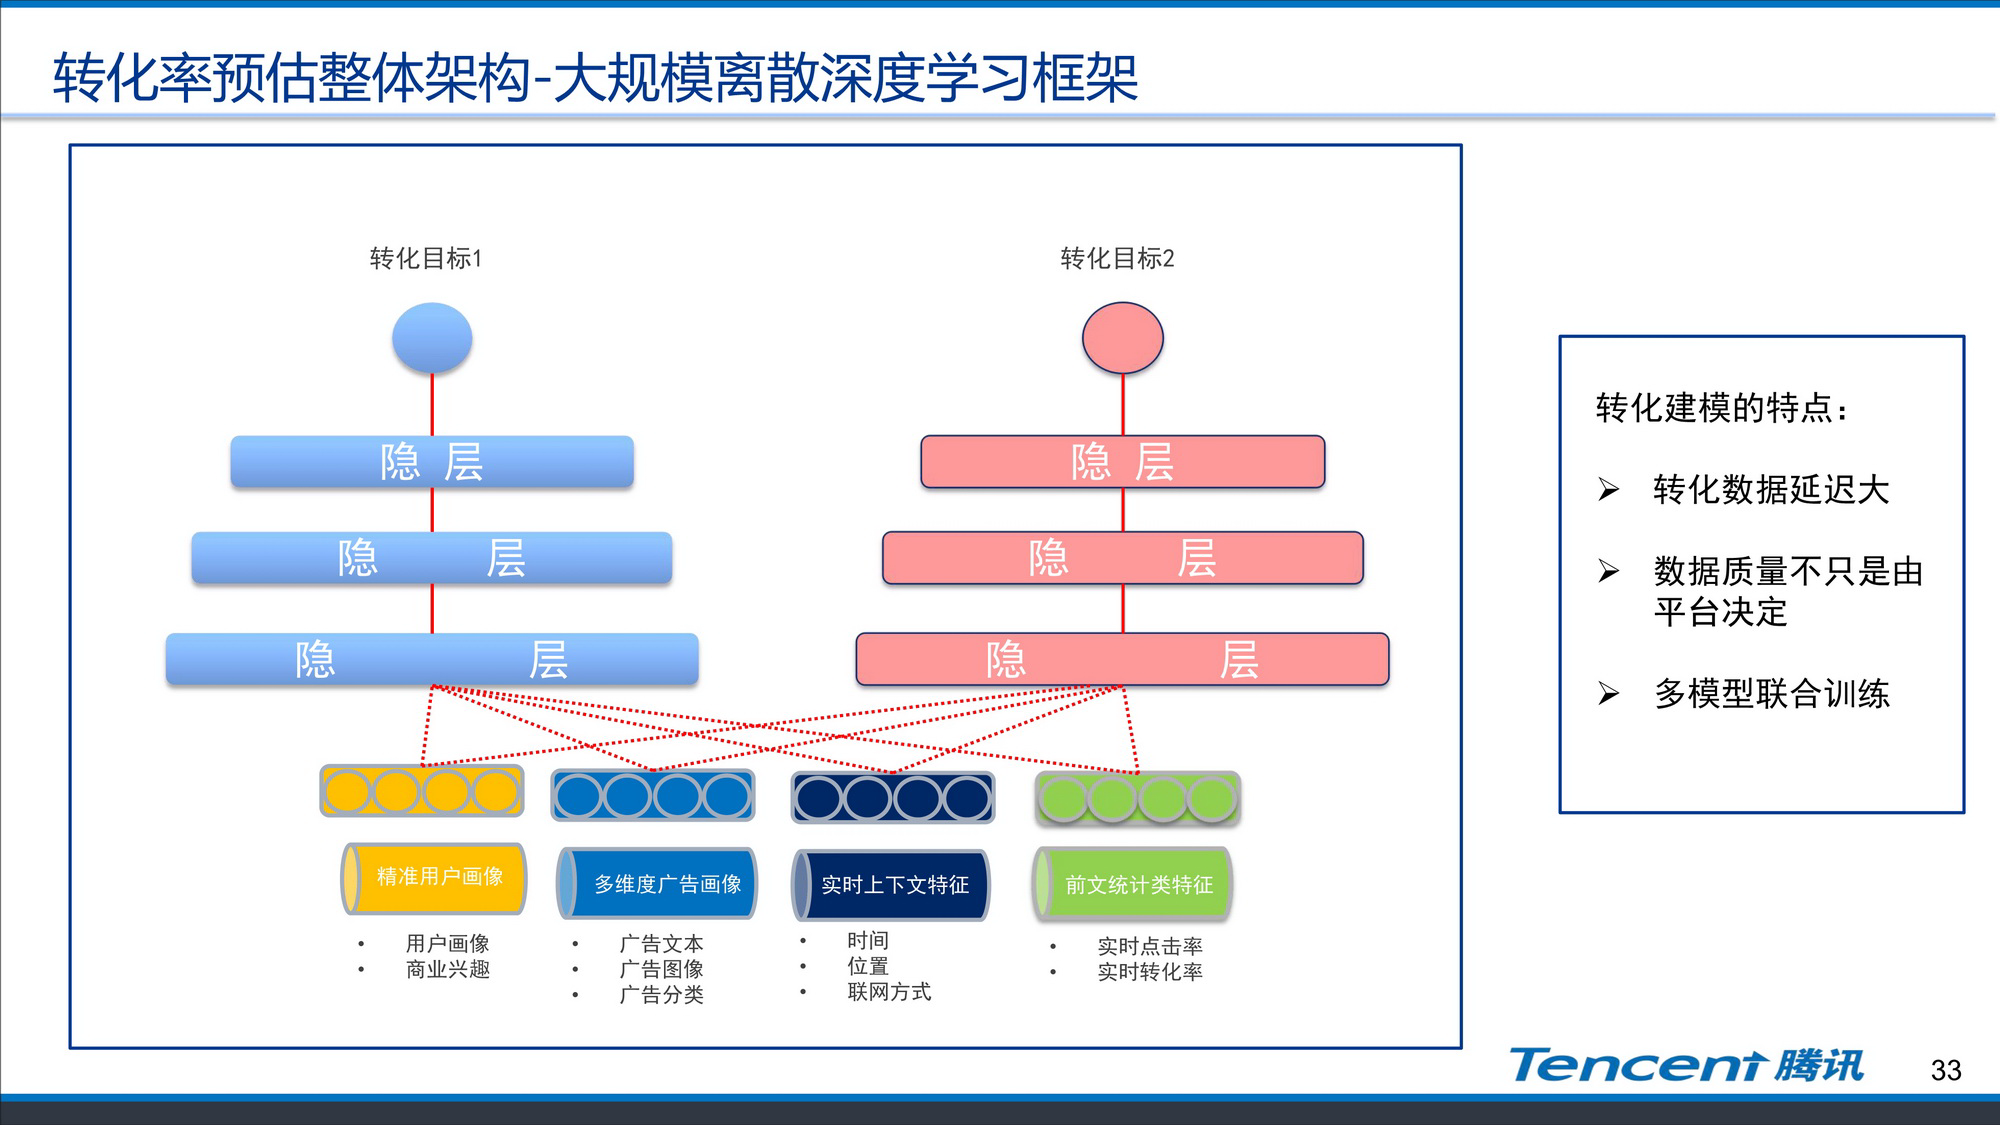 转化率预估整体架构-大规模离散深度学习框架
转化目标1
转化目标2
隐 层
隐 层
隐 层
隐 层
隐 层
隐 层
精准用户画像
多维度广告画像
实时上下文特征
前文统计类特征
• 用户画像
• 商业兴趣
• 广告文本
• 广告图像
• 广告分类
• 时间
• 位置
• 联网方式
• 实时点击率
• 实时转化率
转化建模的特点：
➢ 转化数据延迟大
➢ 数据质量不只是由
平台决定
➢ 多模型联合训练
Tencent 腾讯
33